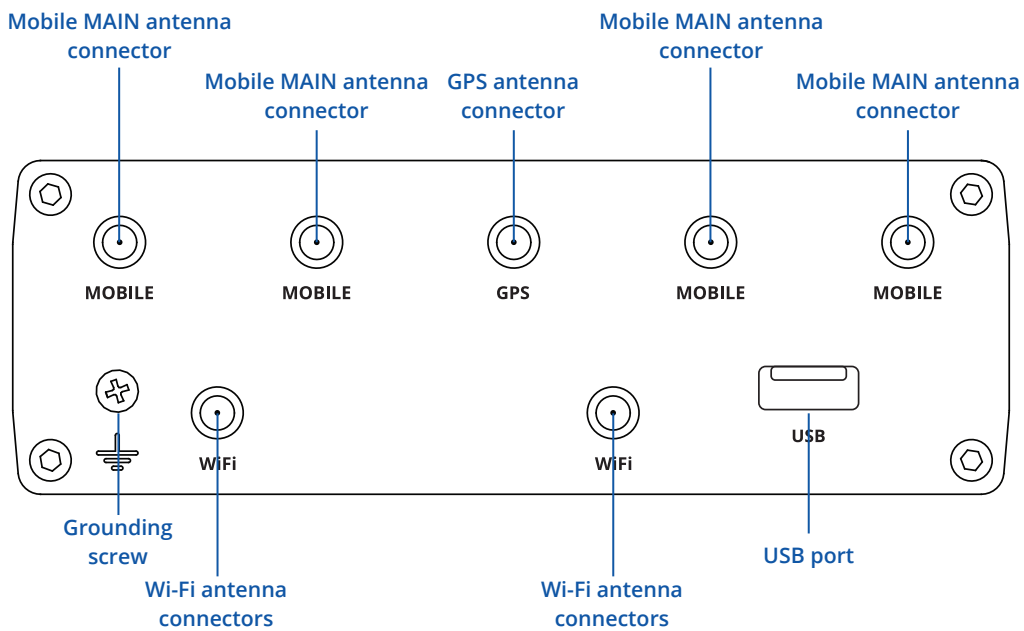 Mobile MAIN antenna
connector
Mobile MAIN antenna
connector
GPS antenna
connector
Mobile MAIN antenna
connector
Mobile MAIN antenna
connector
MOBILE
MOBILE
GPS
MOBILE
MOBILE
WiFi
WiFi
USB
Grounding
screw
Wi-Fi antenna
connectors
Wi-Fi antenna
connectors
USB port